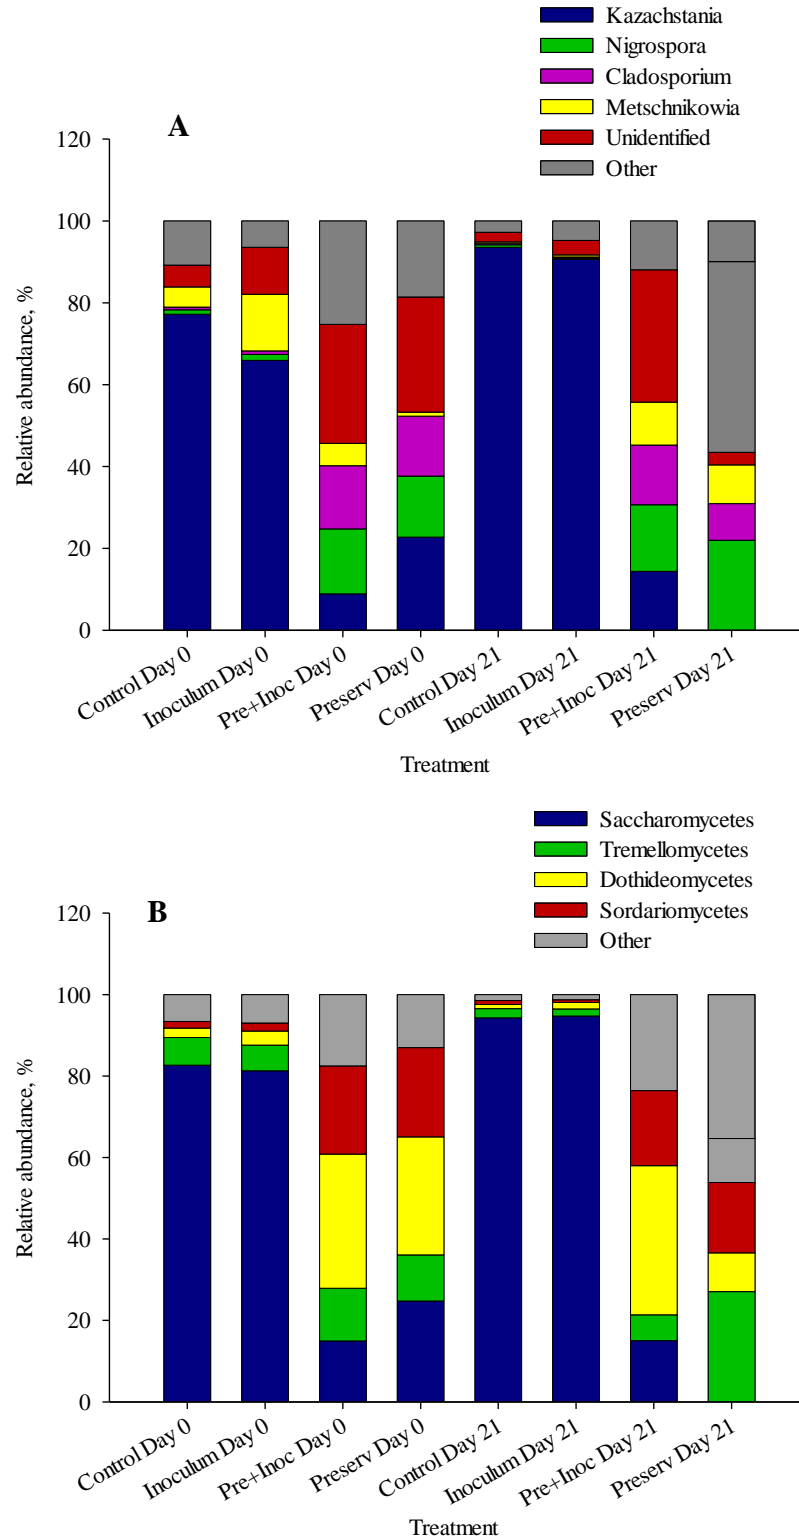 Kazachstania
Nigrospora
Cladosporium
Metschnikowia
Unidentified
Other
A
120
100
80
60
40
20
0
Relative abundance, %
Control Day 0
Inoculum Day 0
Pre+Inoc Day 0
Preserv Day 0
Control Day 21
Inoculum Day 21
Pre+Inoc Day 21
Preserv Day 21
Treatment
Saccharomycetes
Tremellomycetes
Dothideomycetes
Sordariomycetes
Other
B
120
100
80
60
40
20
0
Relative abundance, %
Control Day 0
Inoculum Day 0
Pre+Inoc Day 0
Preserv Day 0
Control Day 21
Inoculum Day 21
Pre+Inoc Day 21
Preserv Day 21
Treatment